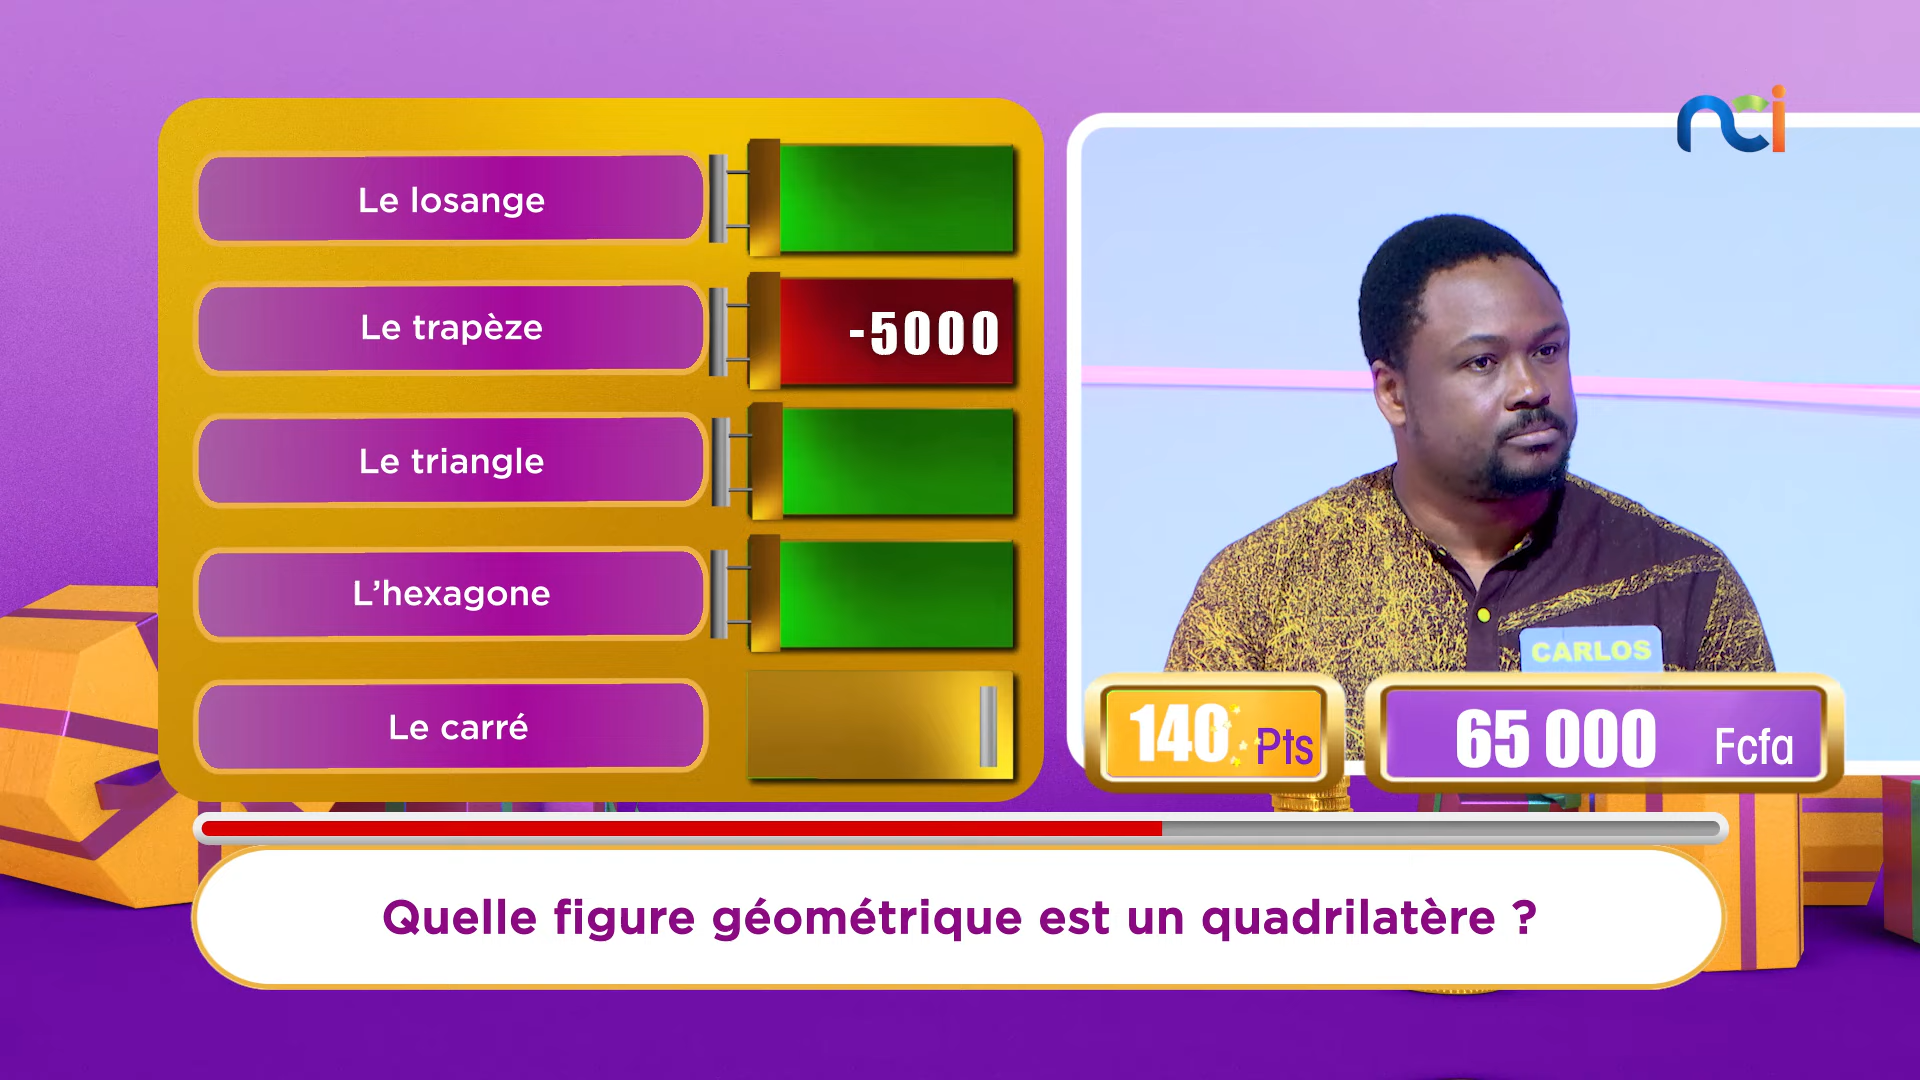 nci
Le losange
Le trapèze
-5000
Le triangle
L'hexagone
Le carré
CARLOS
140 Pts
65 000 Fcfa
Quelle figure géométrique est un quadrilatère ?